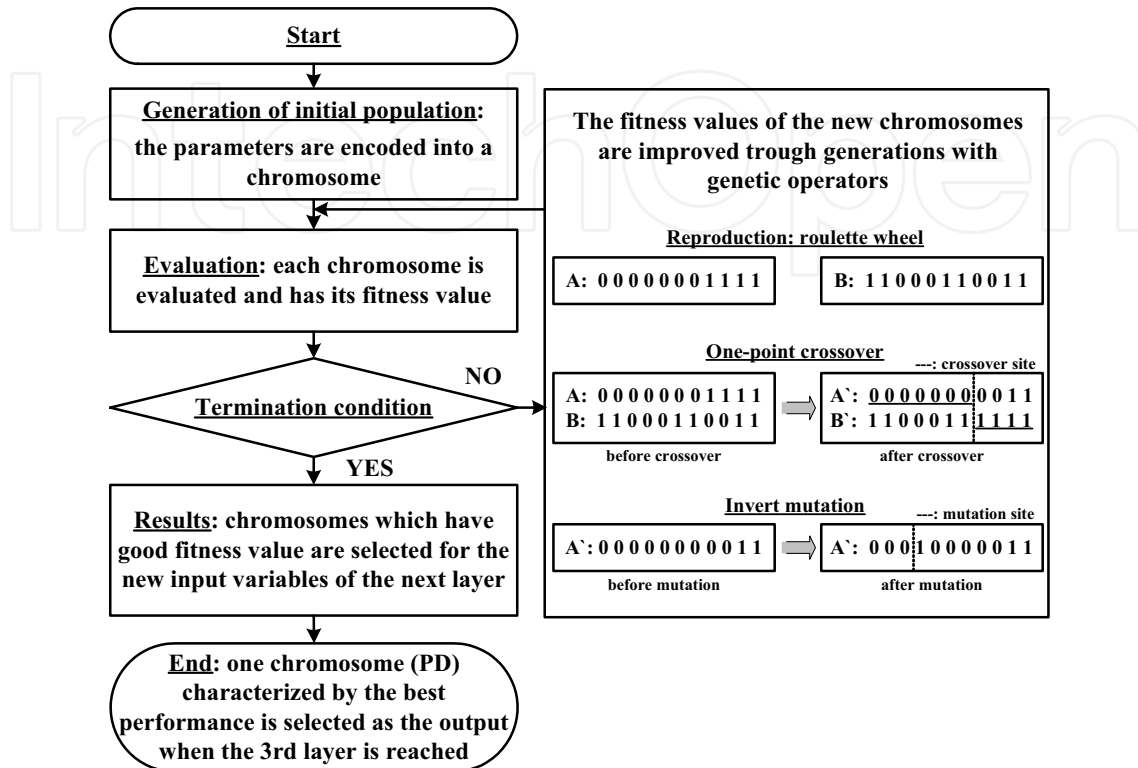 IntechOpen
Start
Generation of initial population:
the parameters are encoded into a
chromosome
Evaluation: each chromosome is
evaluated and has its fitness value
NO
Termination condition
YES
Results: chromosomes which have
good fitness value are selected for the
new input variables of the next layer
End: one chromosome (PD)
characterized by the best
performance is selected as the output
when the 3rd layer is reached
The fitness values of the new chromosomes
are improved trough generations with
genetic operators
Reproduction: roulette wheel
A: 0 0 0 0 0 0 0 1 1 1 1
B: 1 1 0 0 0 1 1 0 0 1 1
One-point crossover
---: crossover site
A: 0 0 0 0 0 0 0 1 1 1 1
B: 1 1 0 0 0 1 1 0 0 1 1
before crossover
A`: 0 0 0 0 0 0 0 0 0 1 1
B`: 1 1 0 0 0 1 1 1 1 1 1
after crossover
Invert mutation
---: mutation site
A`: 0 0 0 0 0 0 0 0 0 1 1
before mutation
A`: 0 0 0 1 0 0 0 0 0 1 1
after mutation